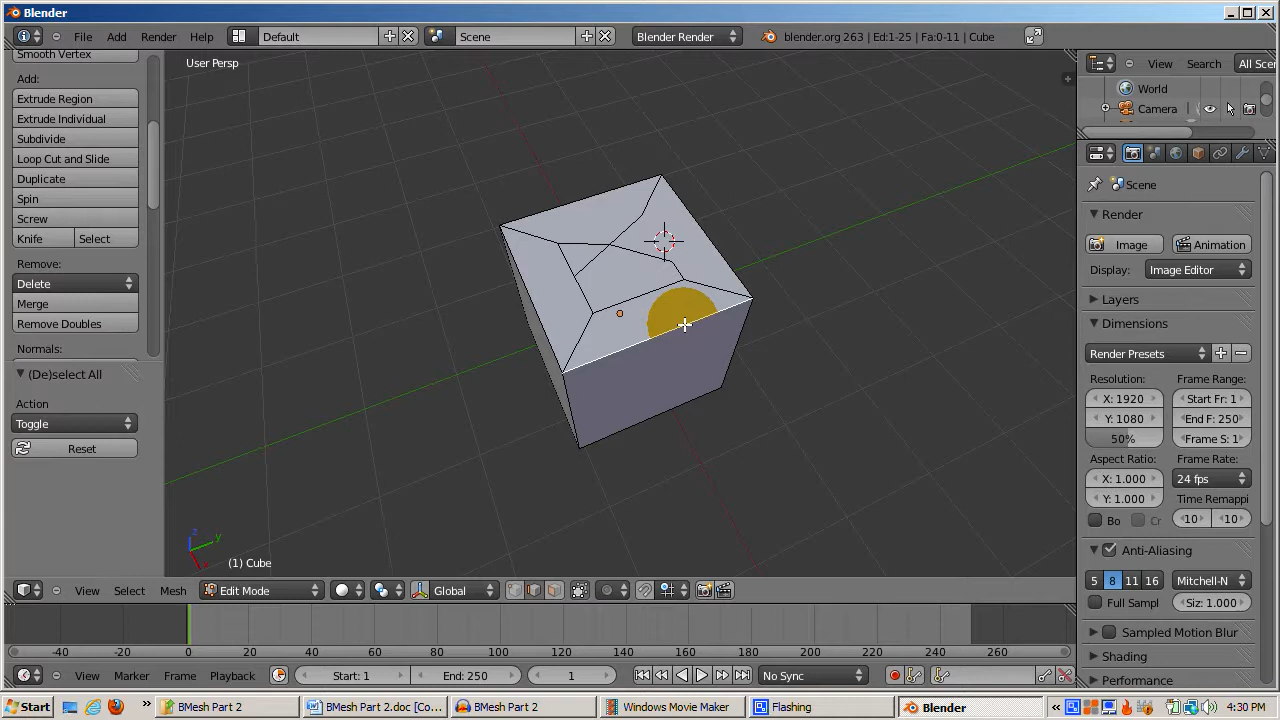 Blender
File Add Render Help Default Scene Blender Render blender.org 263 | Ed:1-25 | Fa:0-11 | Cube
View Search All Scen
Smooth Vertex
User Persp
World
Camera
Add:
Extrude Region
Extrude Individual
Subdivide
Loop Cut and Slide
Duplicate
Spin
Screw
Knife Select
Remove:
Delete
Merge
Remove Doubles
Normals:
(De)select All
Action
Toggle
Reset
Scene
Render
Image Animation
Display: Image Editor
Layers
Dimensions
Render Presets
Resolution: Frame Range:
X: 1920 Start Fr: 1
Y: 1080 End F: 250
50% Frame S: 1
Aspect Ratio: Frame Rate:
X: 1.000 24 fps
Y: 1.000 Time Remappi
Bo Cr 10 10
Anti-Aliasing
5 8 11 16 Mitchell-N
Full Sampl Siz: 1.000
Sampled Motion Blur
Shading
Performance
z y x
(1) Cube
View Select Mesh Edit Mode Global
-40 -20 0 20 40 60 80 100 120 140 160 180 200 220 240 260
View Marker Frame Playback Start: 1 End: 250 1 No Sync
Start BMesh Part 2 BMesh Part 2.doc [Co... BMesh Part 2 Windows Movie Maker Flashing Blender 4:30 PM